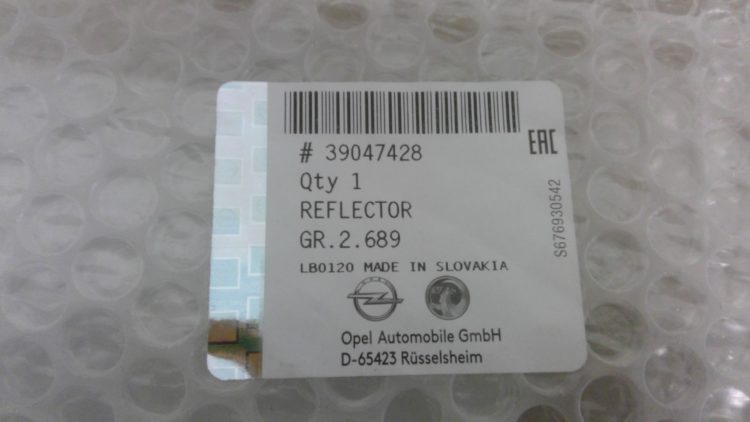 # 39047428
EAC
Qty 1
REFLECTOR
GR.2.689
S676930542
LB0120 MADE IN SLOVAKIA
Opel Automobile GmbH
D-65423 Rüsselsheim